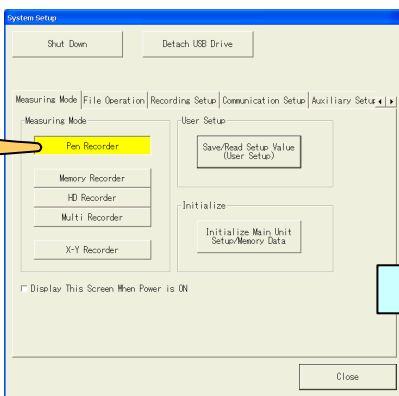 System Setup
Shut Down
Detach USB Drive
Measuring Mode File Operation Recording Setup Communication Setup Auxiliary Setup
Measuring Mode
User Setup
Pen Recorder
Save/Read Setup Value
(User Setup)
Memory Recorder
HD Recorder
Multi Recorder
Initialize
Initialize Main Unit
Setup/Memory Data
X-Y Recorder
Display This Screen When Power is ON
Close